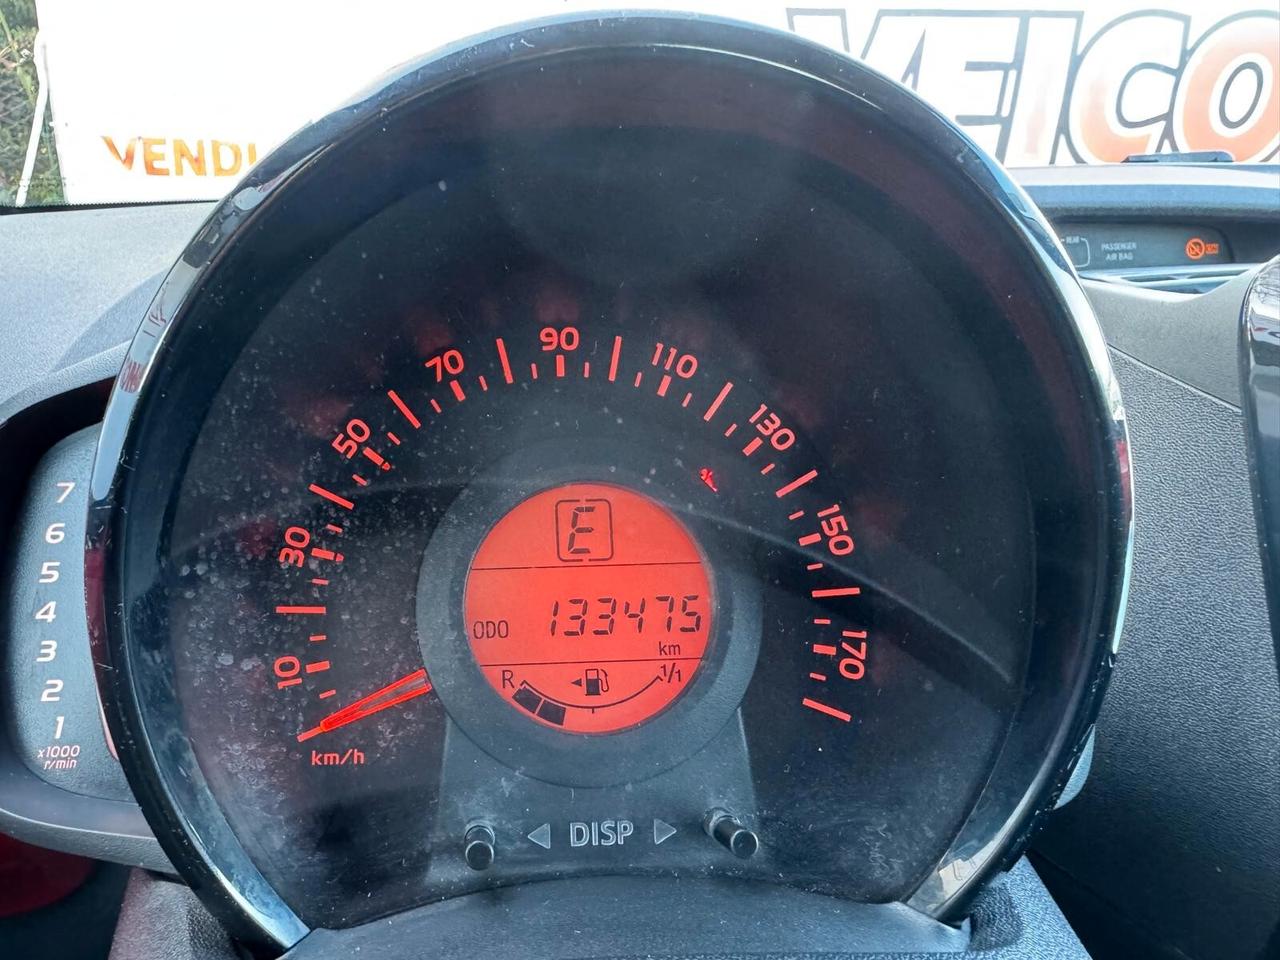 VEICO
VENDI
REAR
PASSENGER
AIR BAG
10
30
50
70
90
110
130
150
170
km/h
E
ODO 133475
km
R 1/1
DISP
7
6
5
4
3
2
1
x1000
r/min